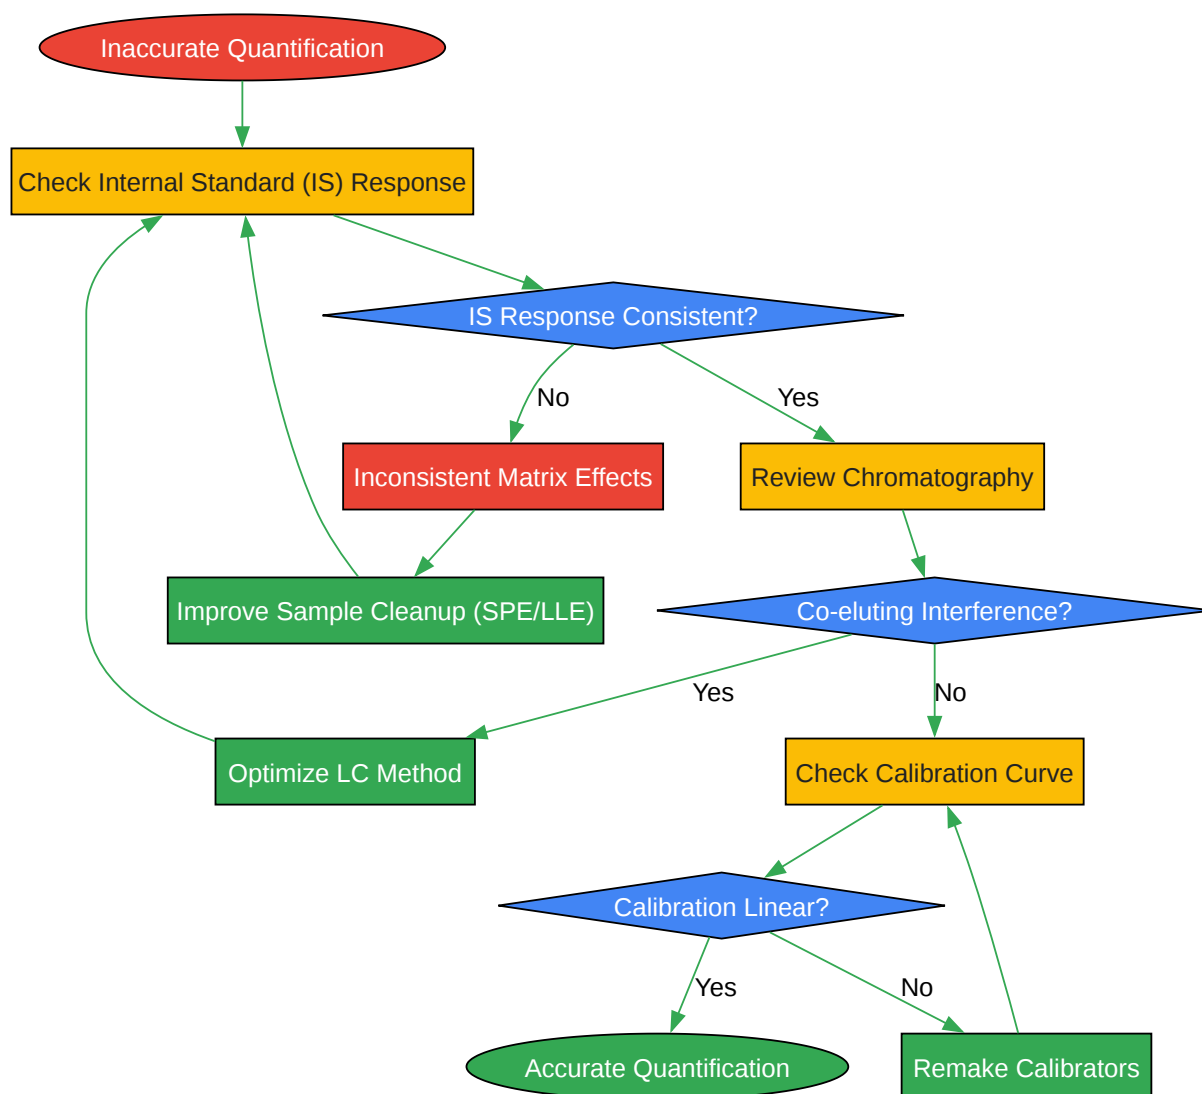 Inaccurate Quantification
Check Internal Standard (IS) Response
IS Response Consistent?
No
Yes
Inconsistent Matrix Effects
Review Chromatography
Improve Sample Cleanup (SPE/LLE)
Co-eluting Interference?
Yes
No
Optimize LC Method
Check Calibration Curve
Calibration Linear?
Yes
No
Accurate Quantification
Remake Calibrators